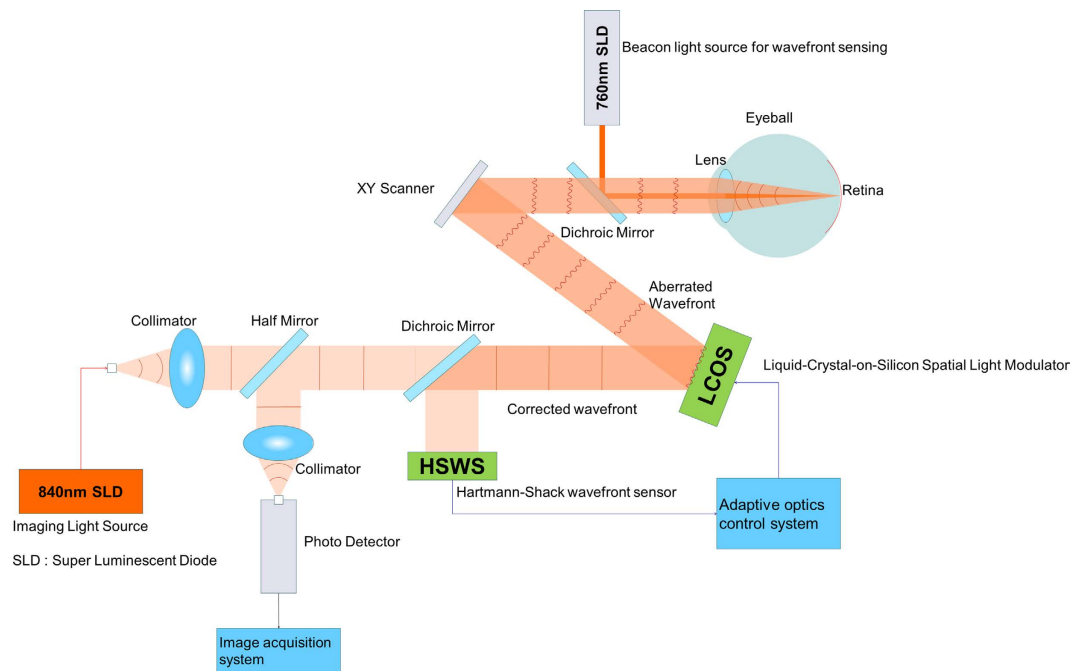 760nm SLD
Beacon light source for wavefront sensing
Eyeball
Lens
XY Scanner
Retina
Dichroic Mirror
Aberrated
Wavefront
Collimator
Half Mirror
Dichroic Mirror
LCOS
Liquid-Crystal-on-Silicon Spatial Light Modulator
Corrected wavefront
HSWS
Collimator
840nm SLD
Hartmann-Shack wavefront sensor
Adaptive optics
control system
Imaging Light Source
Photo Detector
SLD : Super Luminescent Diode
Image acquisition
system